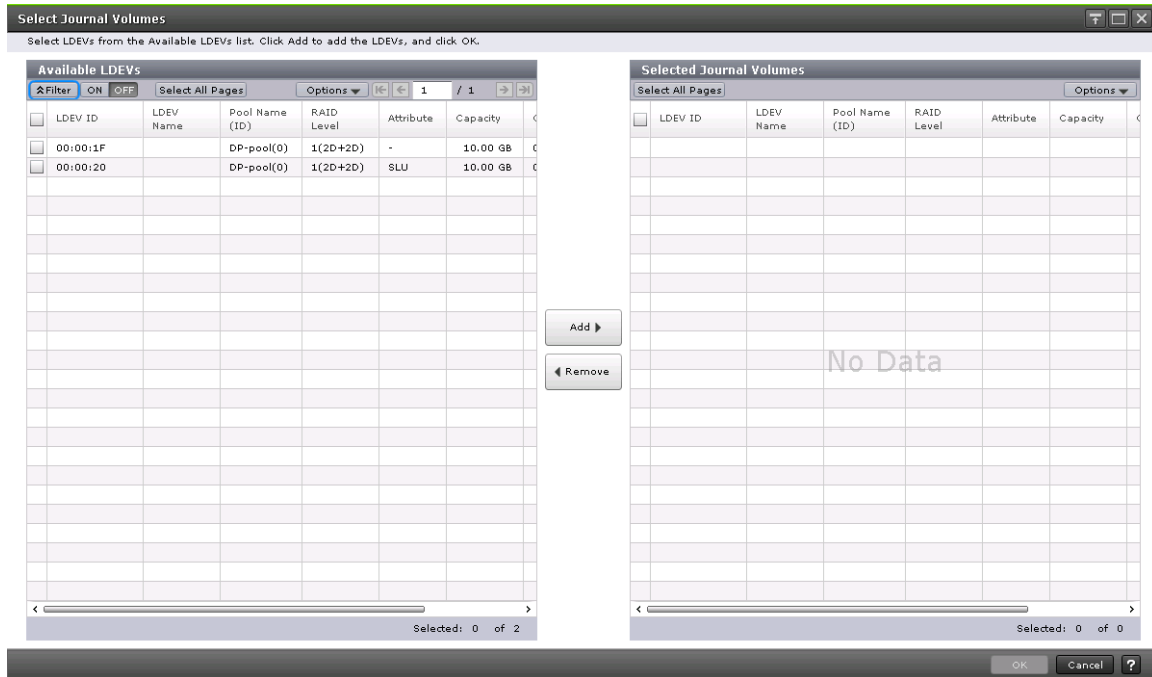 Select Journal Volumes
Select LDEVs from the Available LDEVs list. Click Add to add the LDEVs, and click OK.
Available LDEVs
Filter ON OFF Select All Pages Options 1 / 1
LDEV ID LDEV Name Pool Name (ID) RAID Level Attribute Capacity
00:00:1F DP-pool(0) 1(2D+2D) - 10.00 GB
00:00:20 DP-pool(0) 1(2D+2D) SLU 10.00 GB
Selected: 0 of 2
Add
Remove
Selected Journal Volumes
Select All Pages Options
LDEV ID LDEV Name Pool Name (ID) RAID Level Attribute Capacity
No Data
Selected: 0 of 0
OK Cancel ?